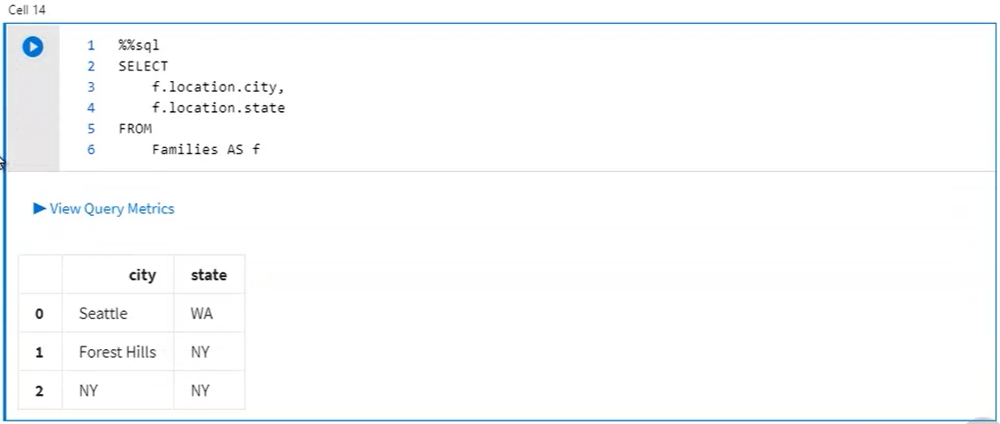 Cell 14
1 %%sql
2 SELECT
3 f.location.city,
4 f.location.state
5 FROM
6 Families AS f
View Query Metrics
city state
0 Seattle WA
1 Forest Hills NY
2 NY NY